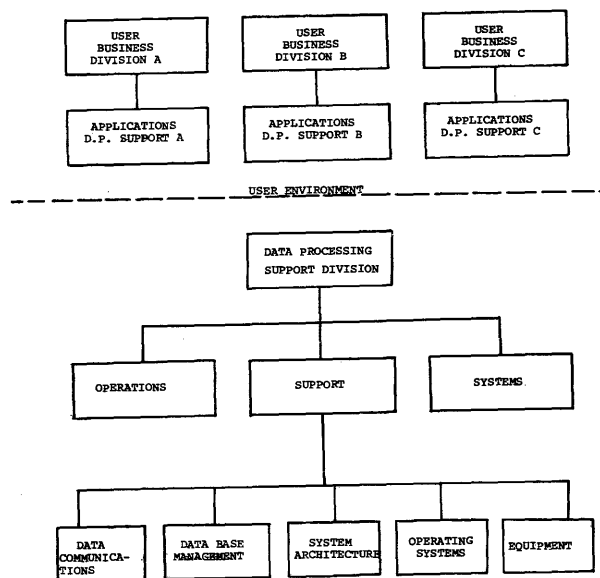 USER
BUSINESS
DIVISION A
USER
BUSINESS
DIVISION B
USER
BUSINESS
DIVISION C
APPLICATIONS
D.P. SUPPORT A
APPLICATIONS
D.P. SUPPORT B
APPLICATIONS
D.P. SUPPORT C
USER ENVIRONMENT
DATA PROCESSING
SUPPORT DIVISION
OPERATIONS
SUPPORT
SYSTEMS
DATA
COMMUNICA-
TIONS
DATA BASE
MANAGEMENT
SYSTEM
ARCHITECTURE
OPERATING
SYSTEMS
EQUIPMENT